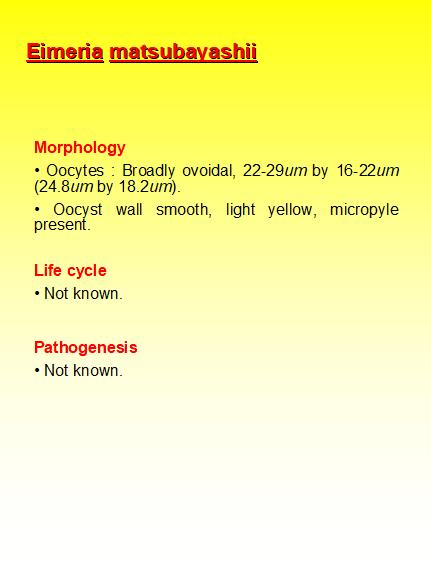 Eimeria matsubayashii
Morphology
• Oocytes : Broadly ovoidal, 22-29um by 16-22um
(24.8um by 18.2um).
• Oocyst wall smooth, light yellow, micropyle
present.
Life cycle
• Not known.
Pathogenesis
• Not known.